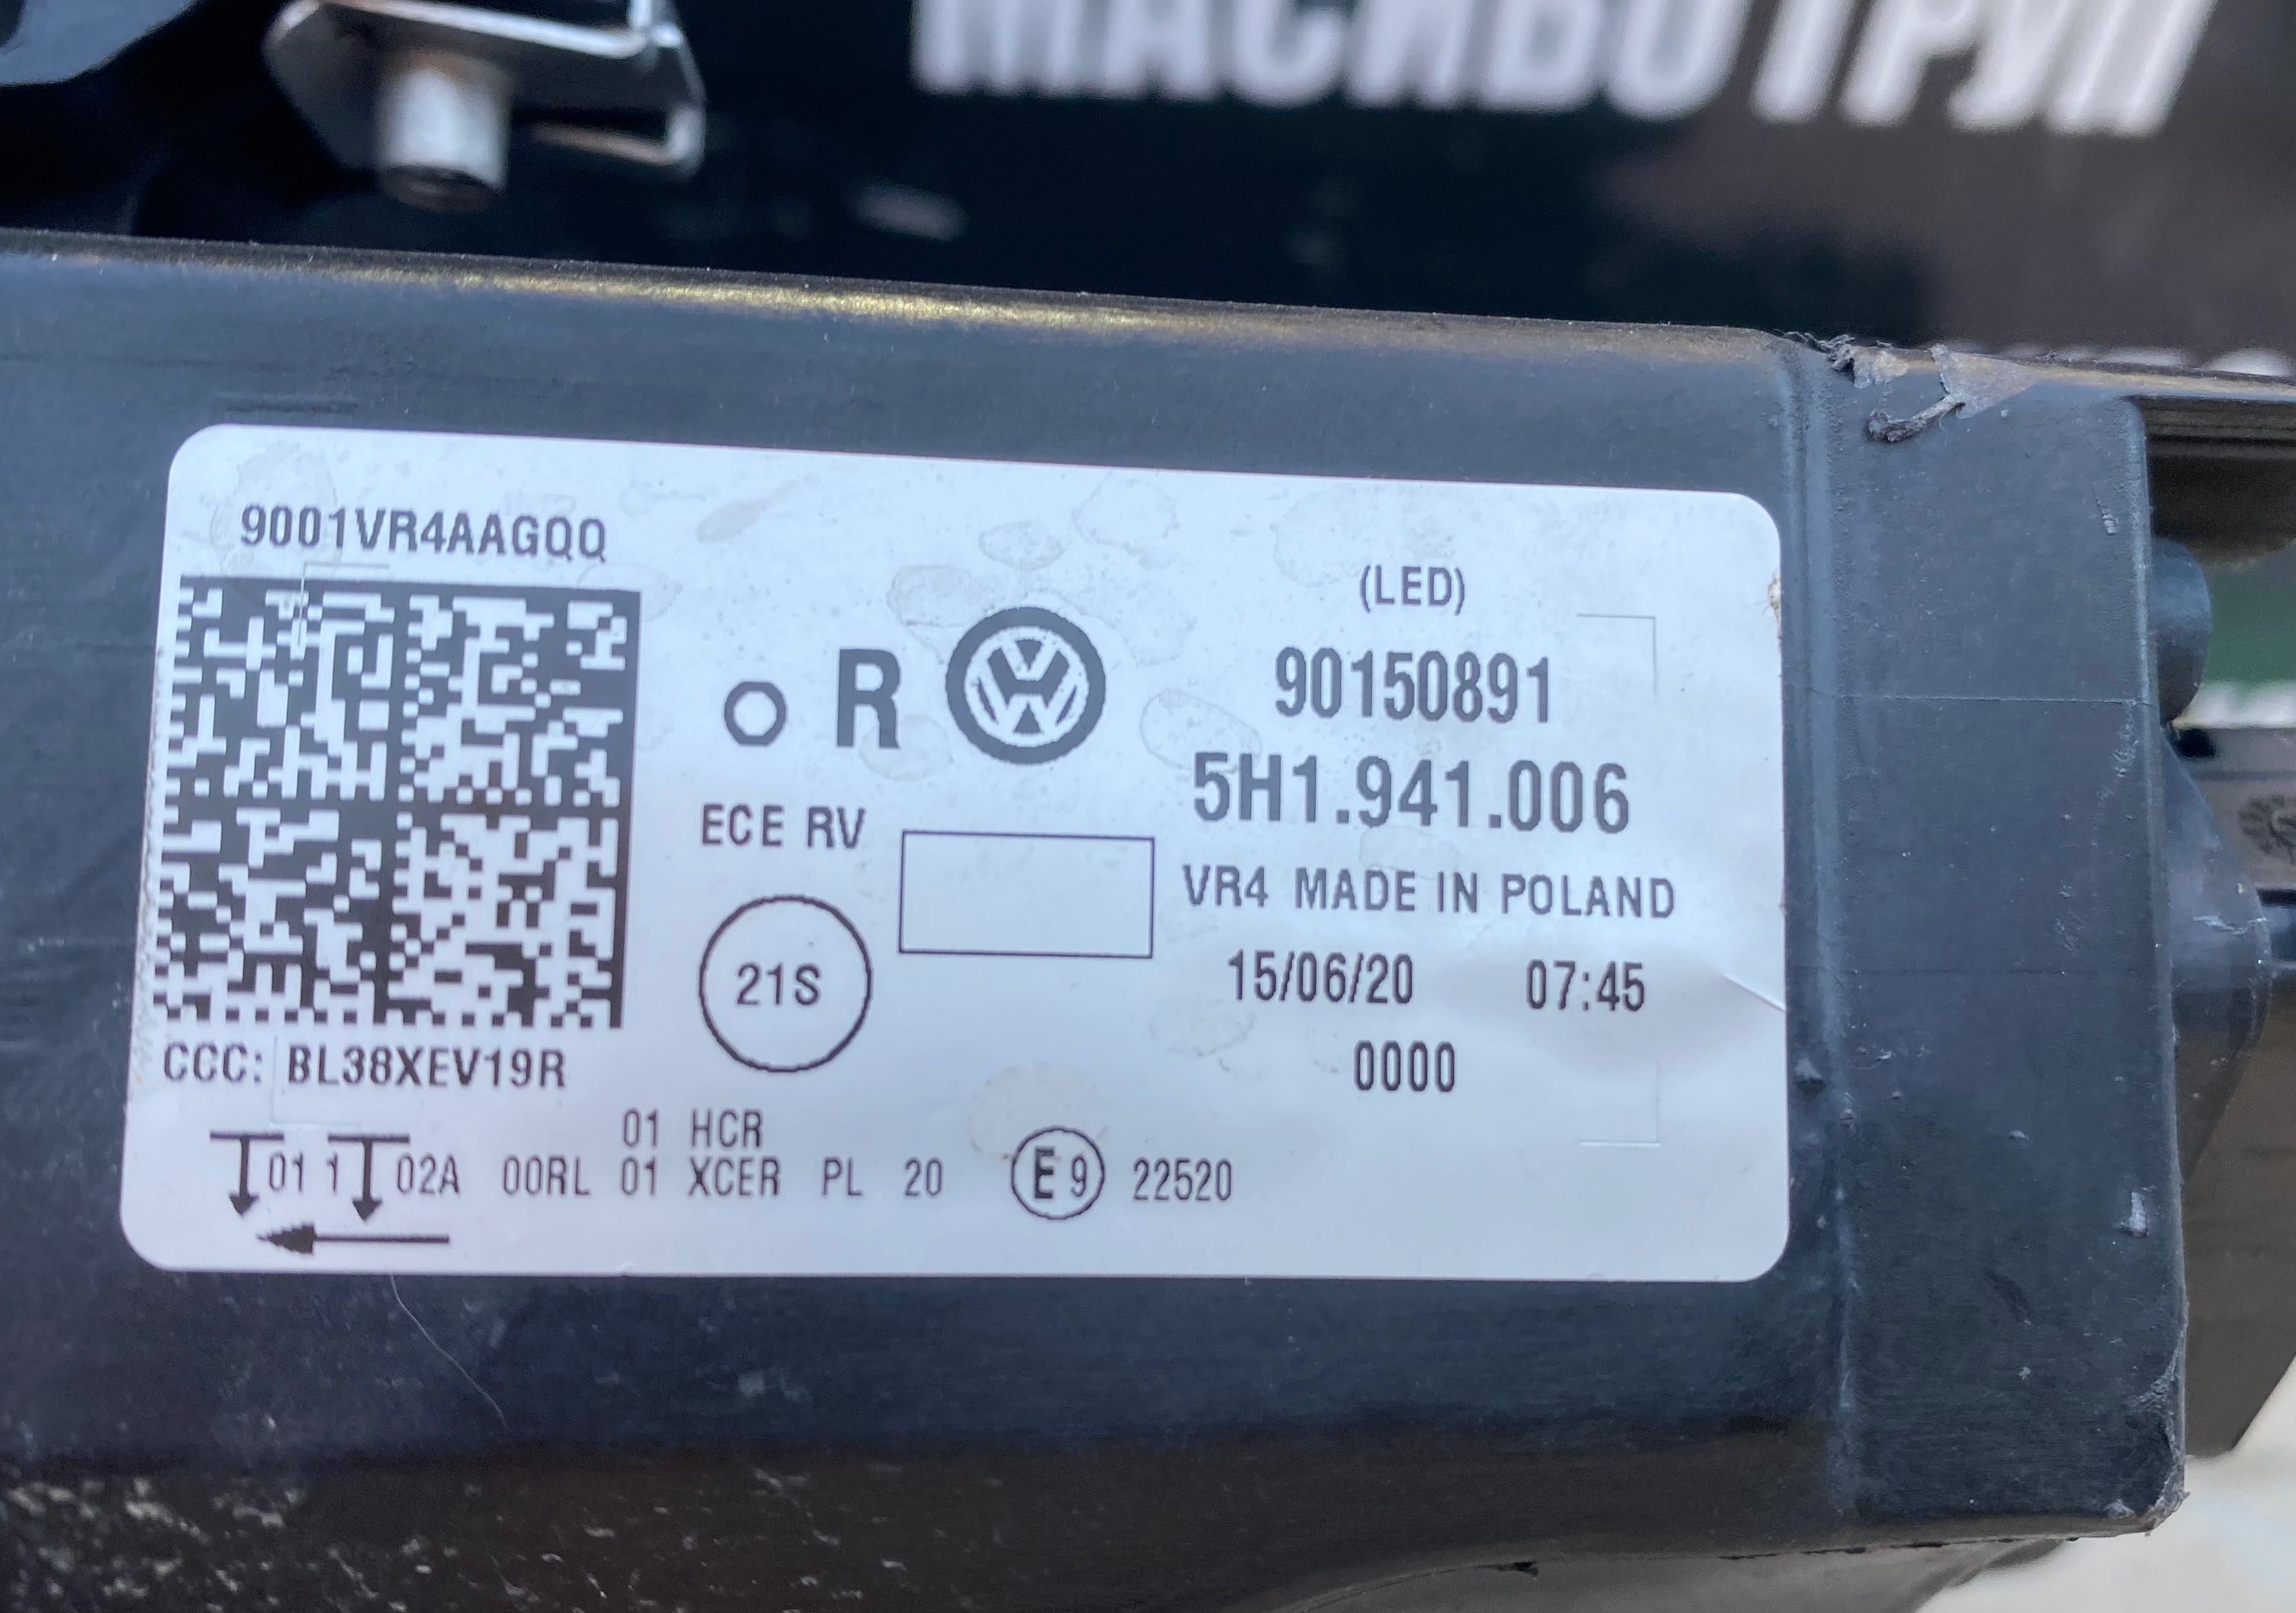 МАСИВОТРУП
9001VR4AAGQQ
(LED)
O R
90150891
5H1.941.006
ECE RV
VR4 MADE IN POLAND
21S
15/06/20 07:45
0000
CCC: BL38XEV19R
01 HCR
01 1 02A 00RL 01 XCER PL 20 E9 22520